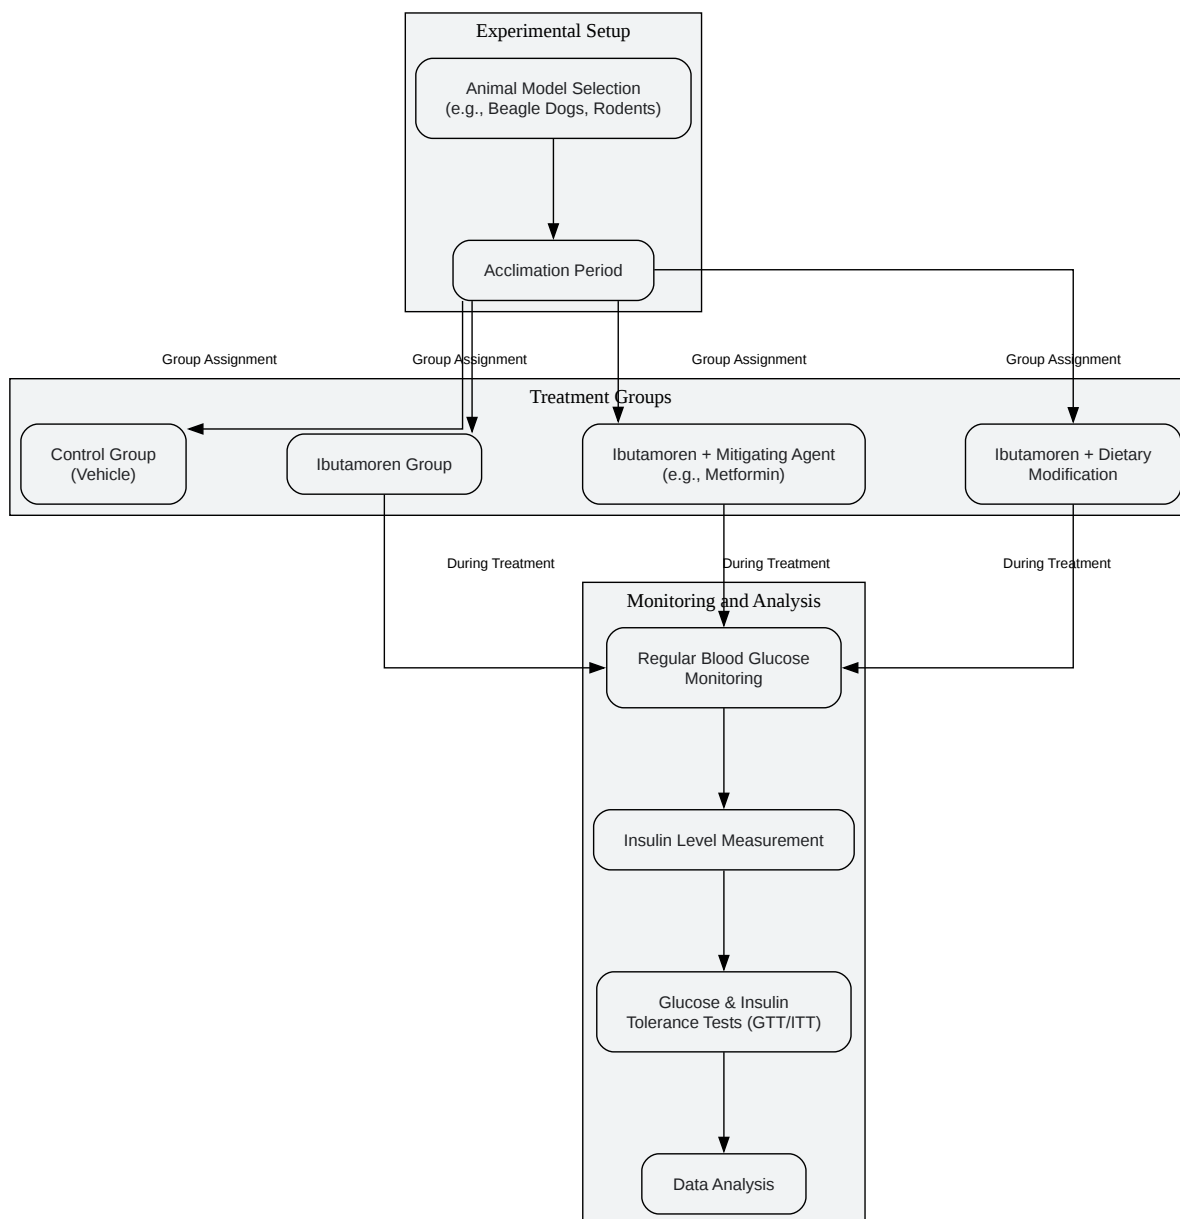 Experimental Setup
Animal Model Selection
(e.g., Beagle Dogs, Rodents)
Acclimation Period
Group Assignment
Group Assignment
Group Assignment
Group Assignment
Treatment Groups
Control Group
(Vehicle)
Ibutamoren Group
Ibutamoren + Mitigating Agent
(e.g., Metformin)
Ibutamoren + Dietary
Modification
During Treatment
During Treatment
During Treatment
Monitoring and Analysis
Regular Blood Glucose
Monitoring
Insulin Level Measurement
Glucose & Insulin
Tolerance Tests (GTT/ITT)
Data Analysis